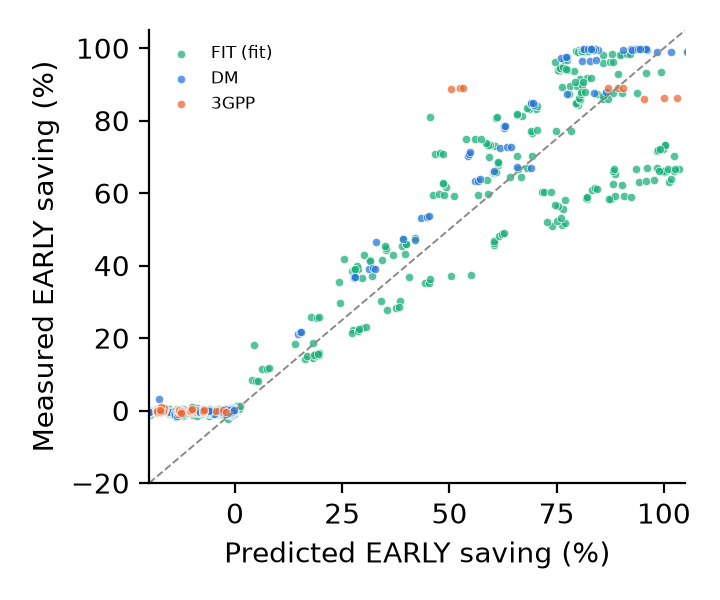 FIT (fit)
DM
3GPP
100
80
60
40
20
0
−20
Measured EARLY saving (%)
0 25 50 75 100
Predicted EARLY saving (%)